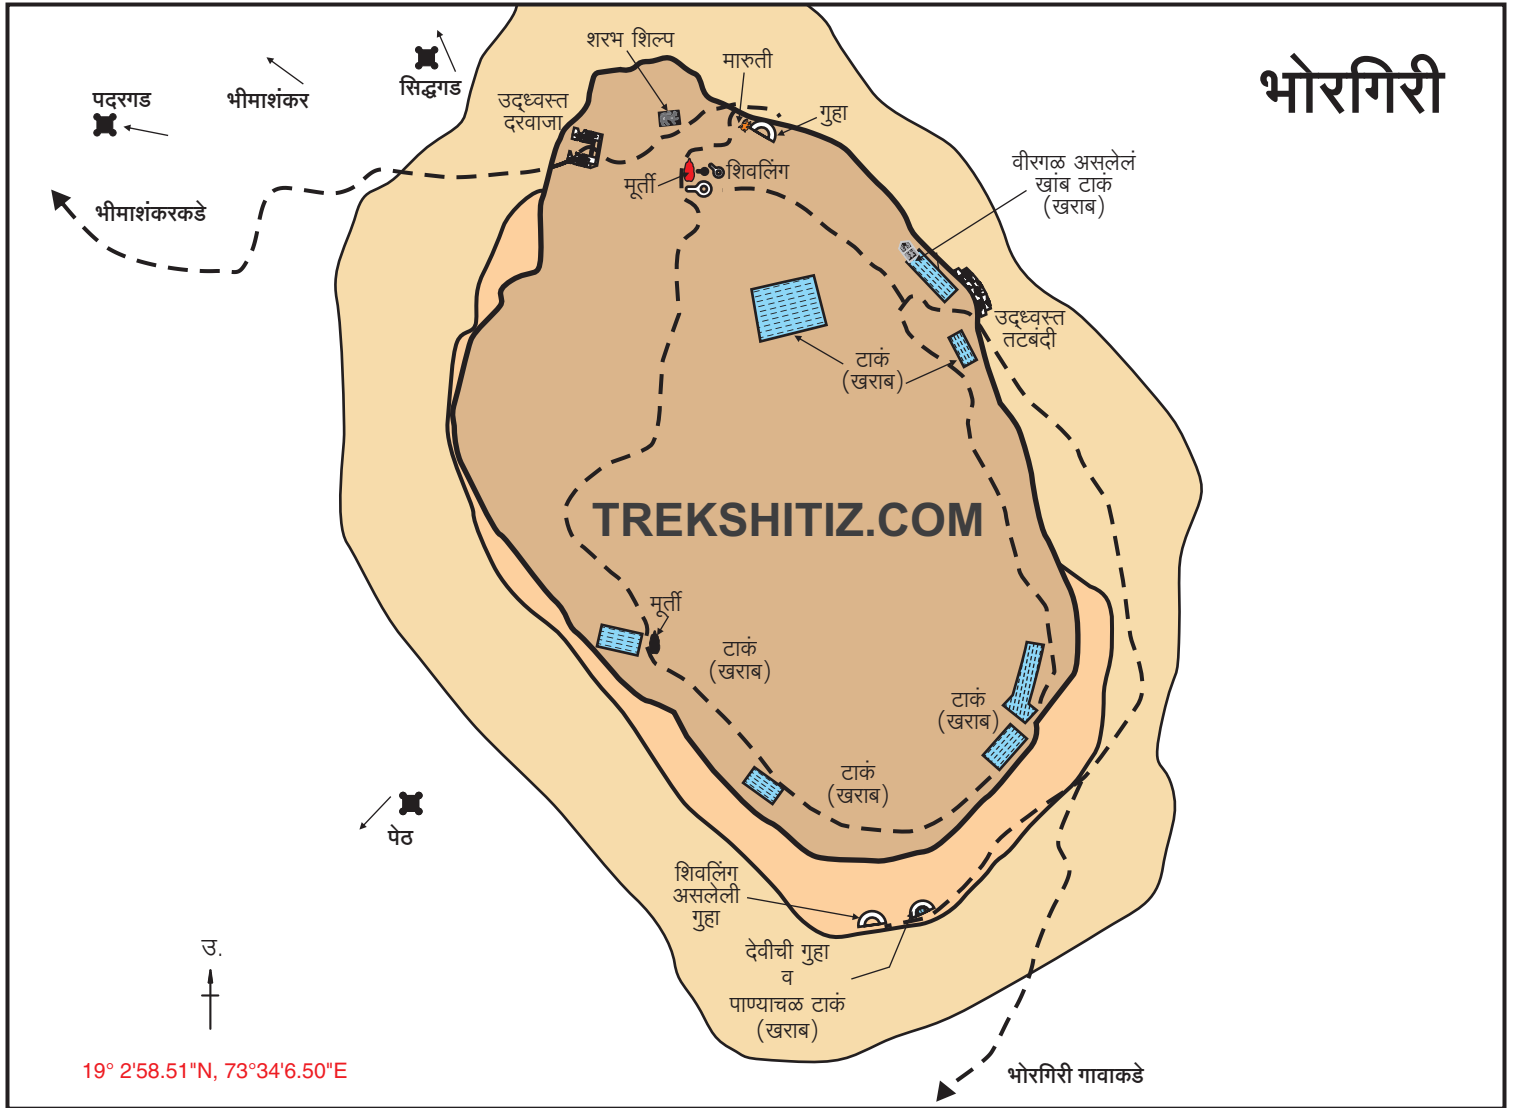 भोरगिरी
शरभ शिल्प
मारुती
सिद्धगड
पदरगड
भीमाशंकर
उद्ध्वस्त
दरवाजा
गुहा
वीरगळ असलेलं
खांब टाकं
(खराब)
मूर्ती
शिवलिंग
भीमाशंकरकडे
उद्ध्वस्त
तटबंदी
टाकं
(खराब)
TREKSHITIZ.COM
मूर्ती
टाकं
(खराब)
टाकं
(खराब)
टाकं
(खराब)
पेठ
शिवलिंग
असलेली
गुहा
देवीची गुहा
व
पाण्याचळ टाकं
(खराब)
उ.
19° 2'58.51"N, 73°34'6.50"E
भोरगिरी गावाकडे